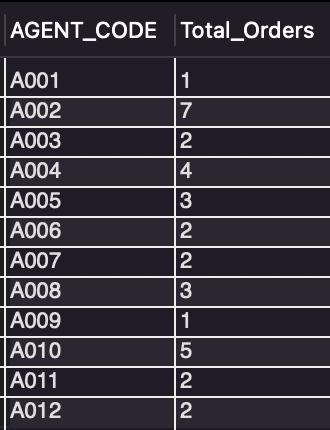 AGENT_CODE Total_Orders
A001 1
A002 7
A003 2
A004 4
A005 3
A006 2
A007 2
A008 3
A009 1
A010 5
A011 2
A012 2